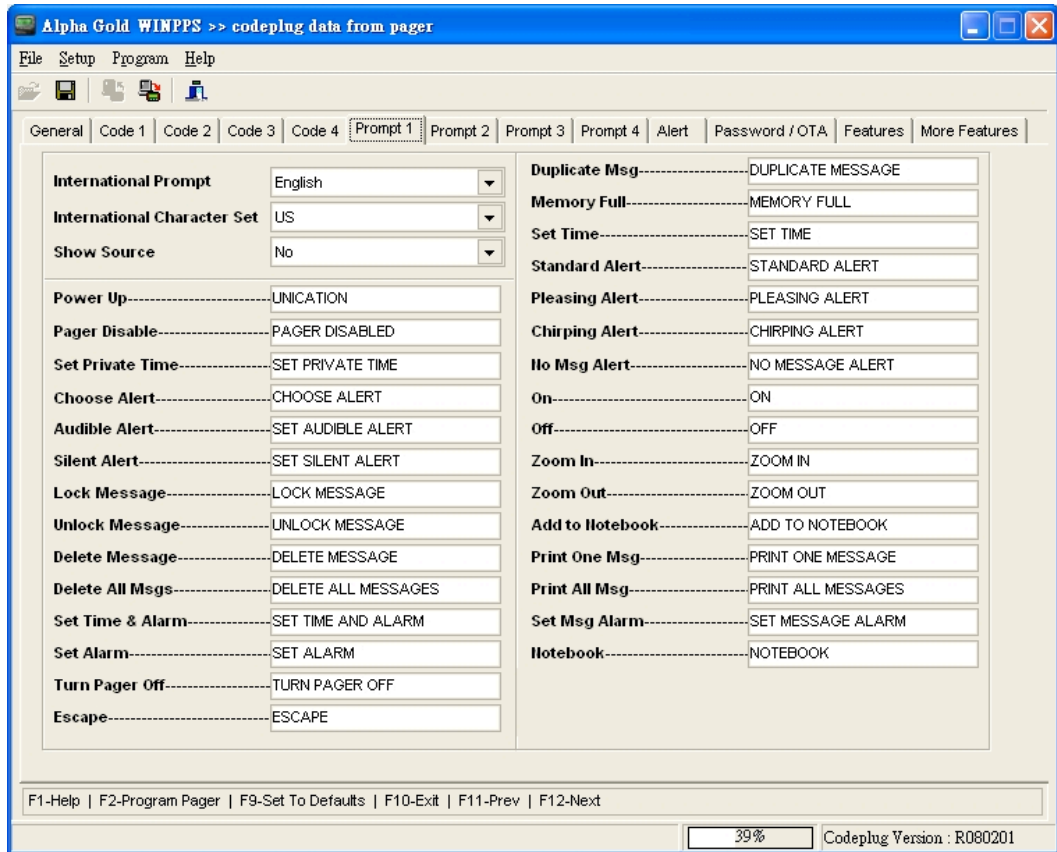 Alpha Gold WINPPS >> codeplug data from pager
File Setup Program Help
General Code 1 Code 2 Code 3 Code 4 Prompt 1 Prompt 2 Prompt 3 Prompt 4 Alert Password / OTA Features More Features
International Prompt English
International Character Set US
Show Source No
Power Up UNICATION
Pager Disable PAGER DISABLED
Set Private Time SET PRIVATE TIME
Choose Alert CHOOSE ALERT
Audible Alert SET AUDIBLE ALERT
Silent Alert SET SILENT ALERT
Lock Message LOCK MESSAGE
Unlock Message UNLOCK MESSAGE
Delete Message DELETE MESSAGE
Delete All Msgs DELETE ALL MESSAGES
Set Time & Alarm SET TIME AND ALARM
Set Alarm SET ALARM
Turn Pager Off TURN PAGER OFF
Escape ESCAPE
Duplicate Msg DUPLICATE MESSAGE
Memory Full MEMORY FULL
Set Time SET TIME
Standard Alert STANDARD ALERT
Pleasing Alert PLEASING ALERT
Chirping Alert CHIRPING ALERT
No Msg Alert NO MESSAGE ALERT
On ON
Off OFF
Zoom In ZOOM IN
Zoom Out ZOOM OUT
Add to Notebook ADD TO NOTEBOOK
Print One Msg PRINT ONE MESSAGE
Print All Msg PRINT ALL MESSAGES
Set Msg Alarm SET MESSAGE ALARM
Notebook NOTEBOOK
F1-Help | F2-Program Pager | F9-Set To Defaults | F10-Exit | F11-Prev | F12-Next
39% Codeplug Version : R080201